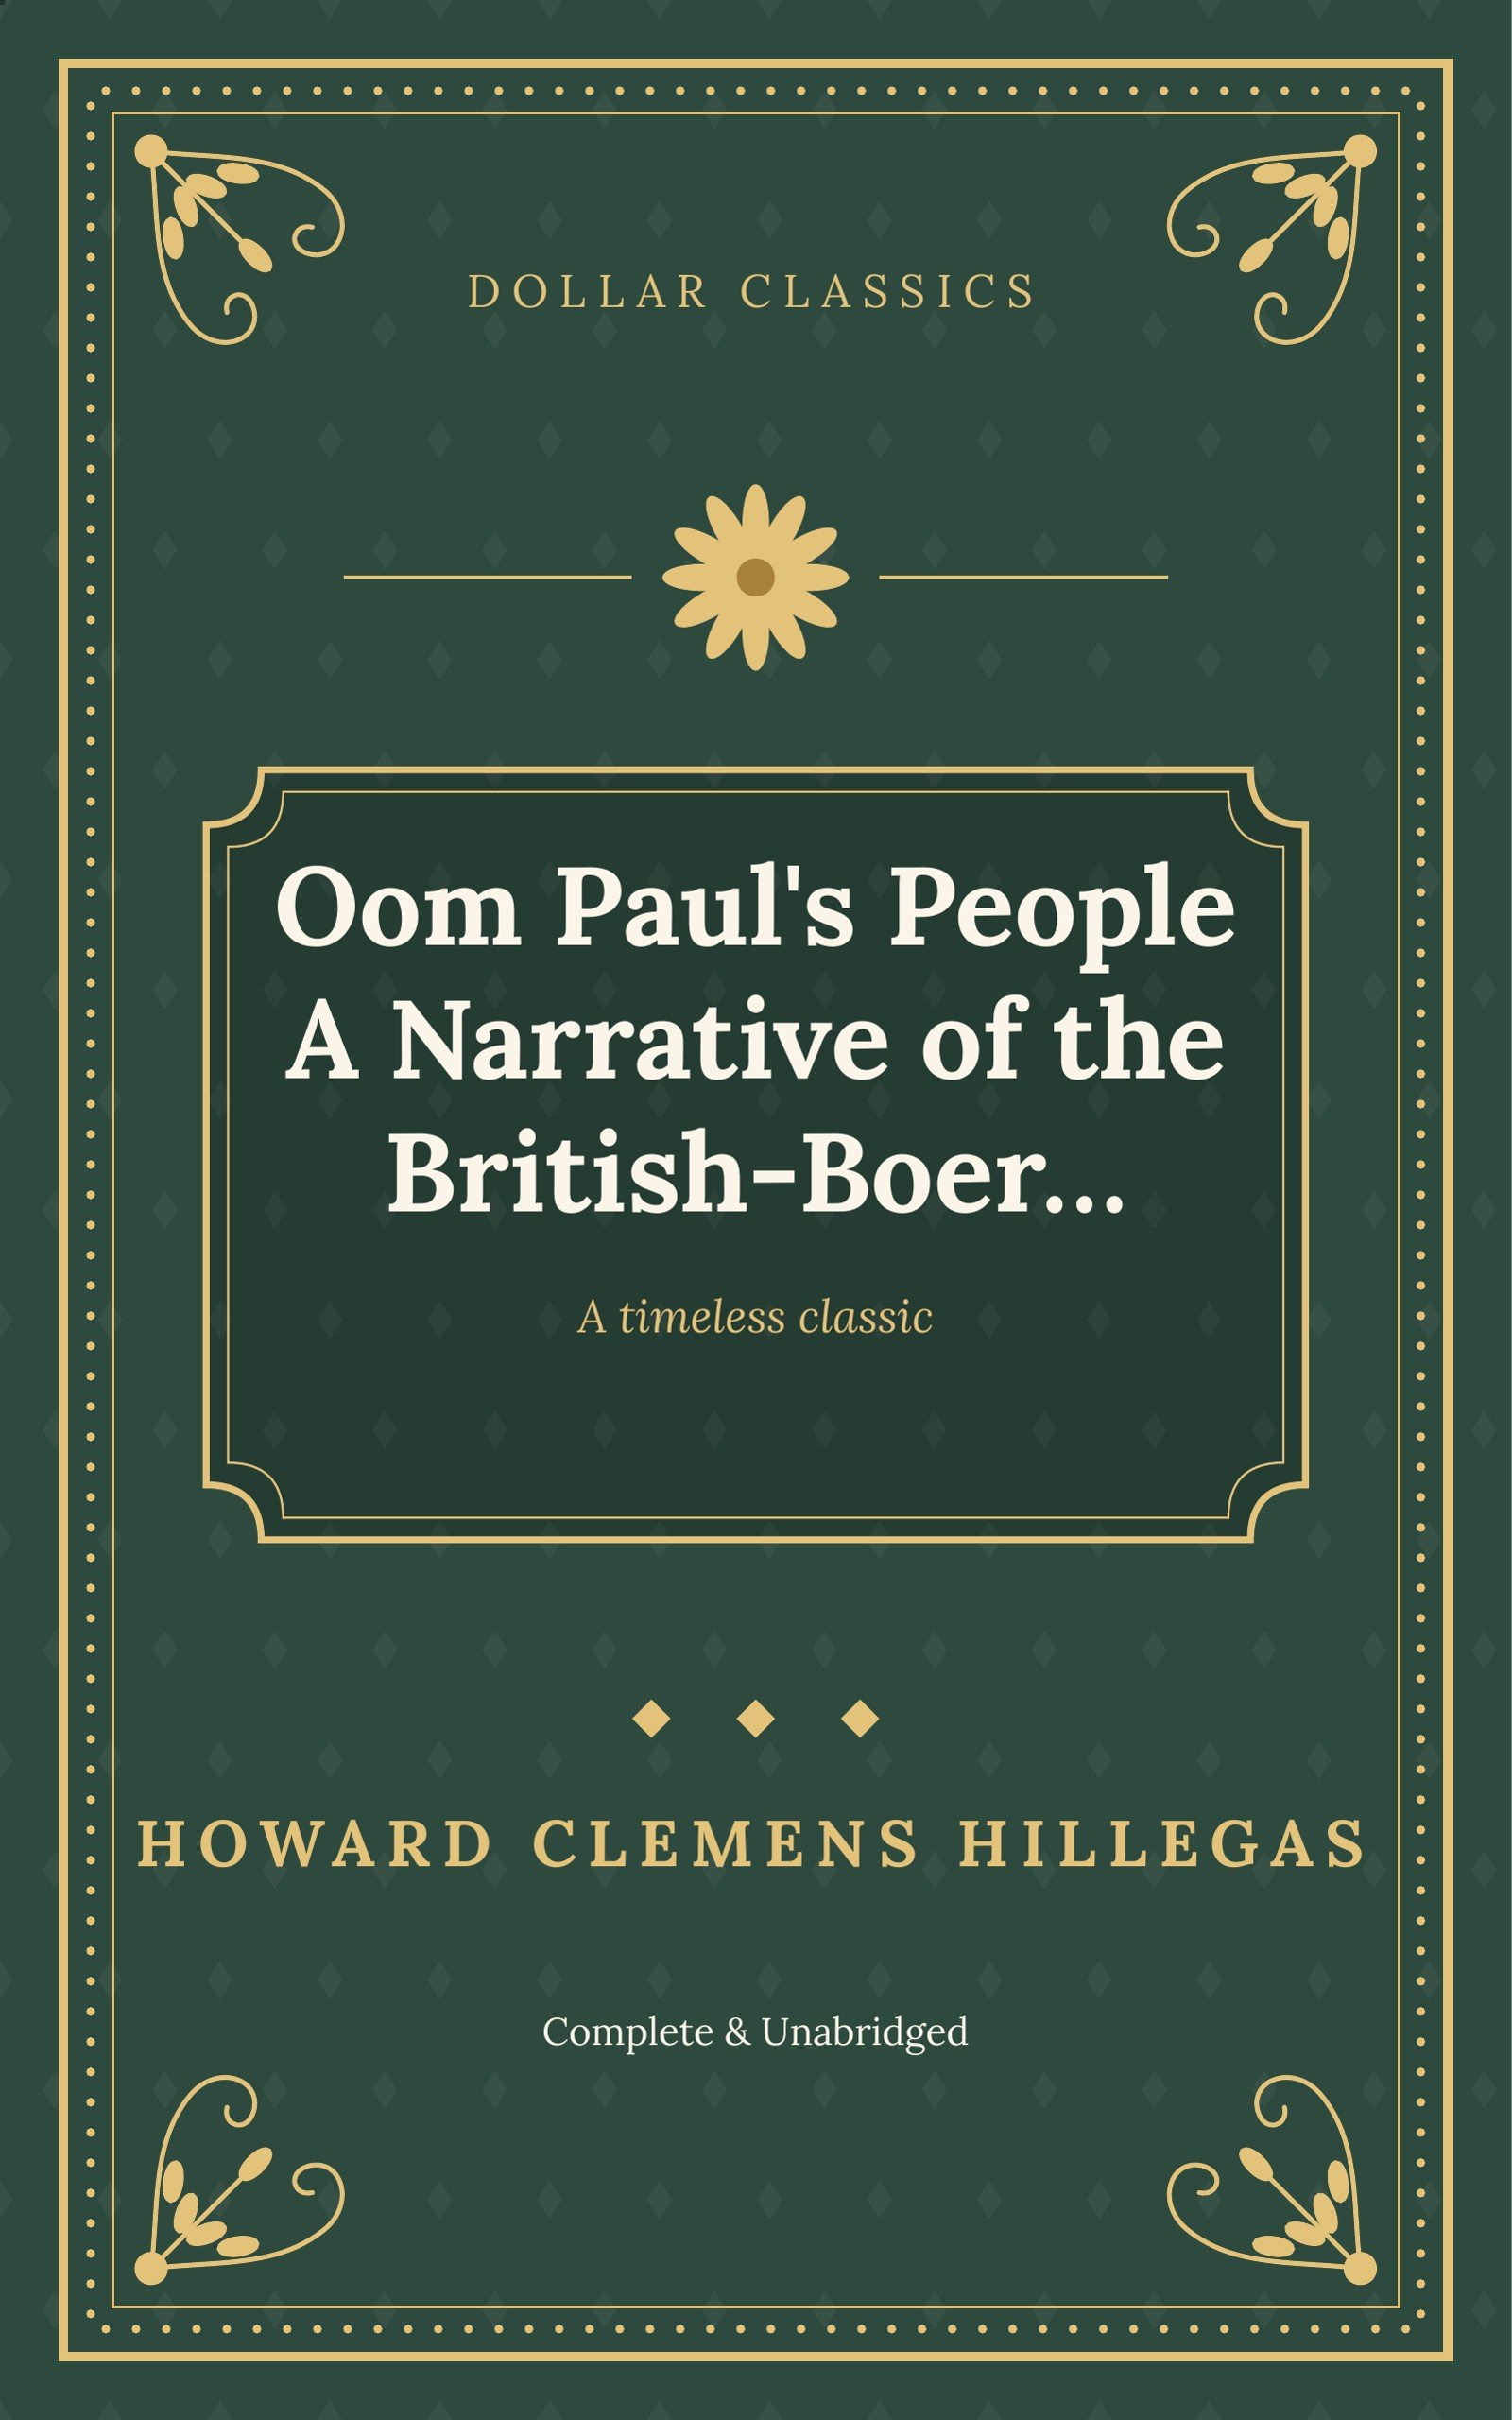 DOLLAR CLASSICS
Oom Paul's People
A Narrative of the
British-Boer...
A timeless classic
HOWARD CLEMENS HILLEGAS
Complete & Unabridged